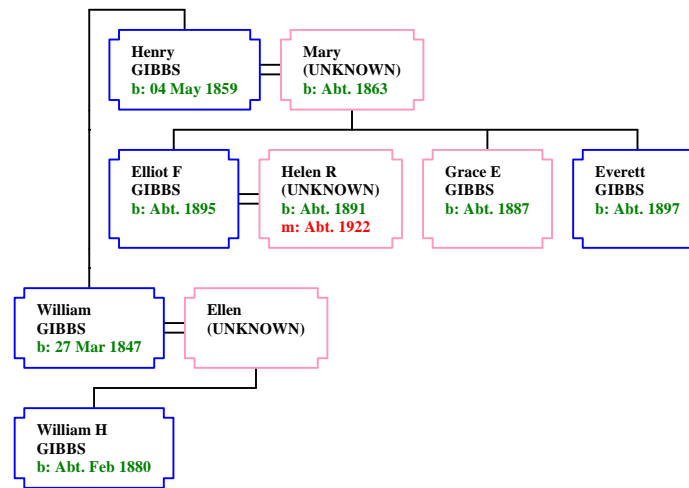 Henry
GIBBS
b: 04 May 1859
Mary
(UNKNOWN)
b: Abt. 1863
Elliot F
GIBBS
b: Abt. 1895
Helen R
(UNKNOWN)
b: Abt. 1891
m: Abt. 1922
Grace E
GIBBS
b: Abt. 1887
Everett
GIBBS
b: Abt. 1897
William
GIBBS
b: 27 Mar 1847
Ellen
(UNKNOWN)
William H
GIBBS
b: Abt. Feb 1880